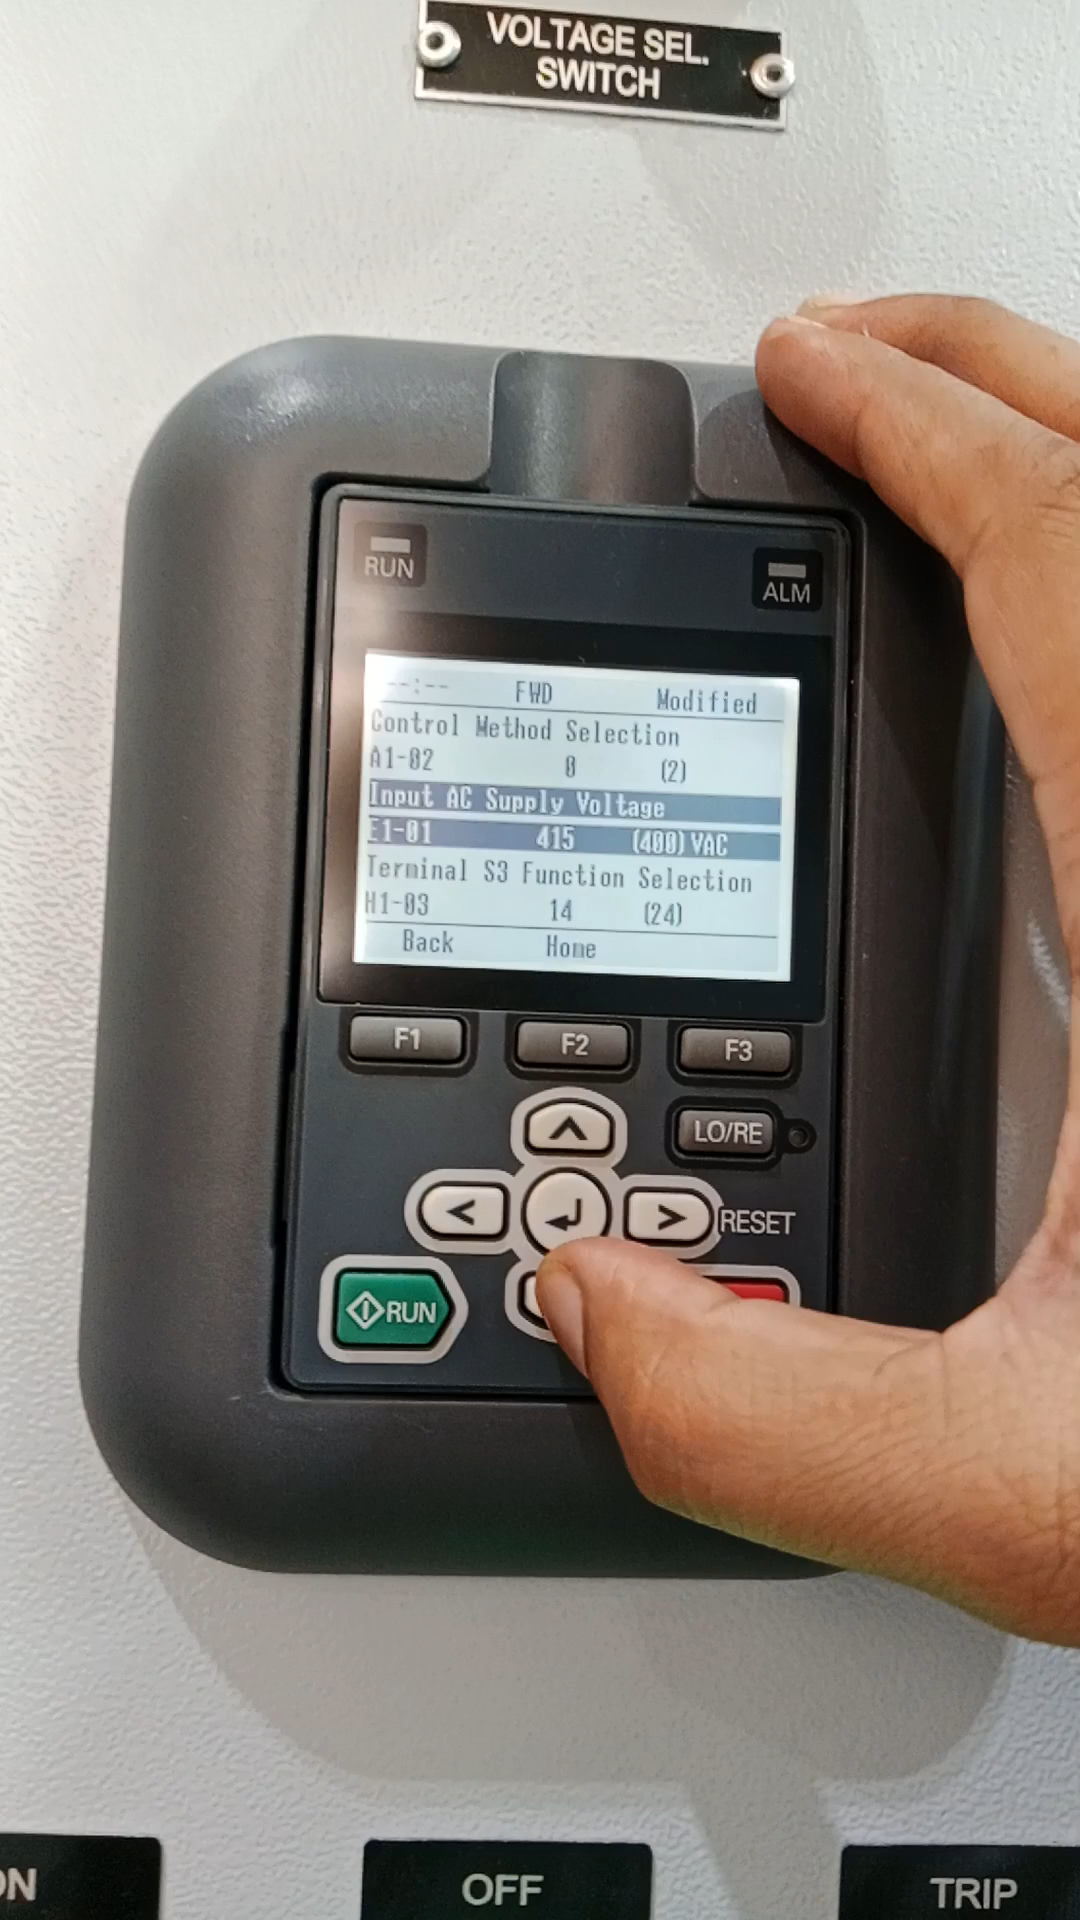 VOLTAGE SEL.
SWITCH
RUN
ALM
--:-- FWD Modified
Control Method Selection
A1-02 0 (2)
Input AC Supply Voltage
E1-01 415 (400) VAC
Terminal S3 Function Selection
H1-03 14 (24)
Back Home
F1 F2 F3
LO/RE
RESET
RUN
OFF
TRIP